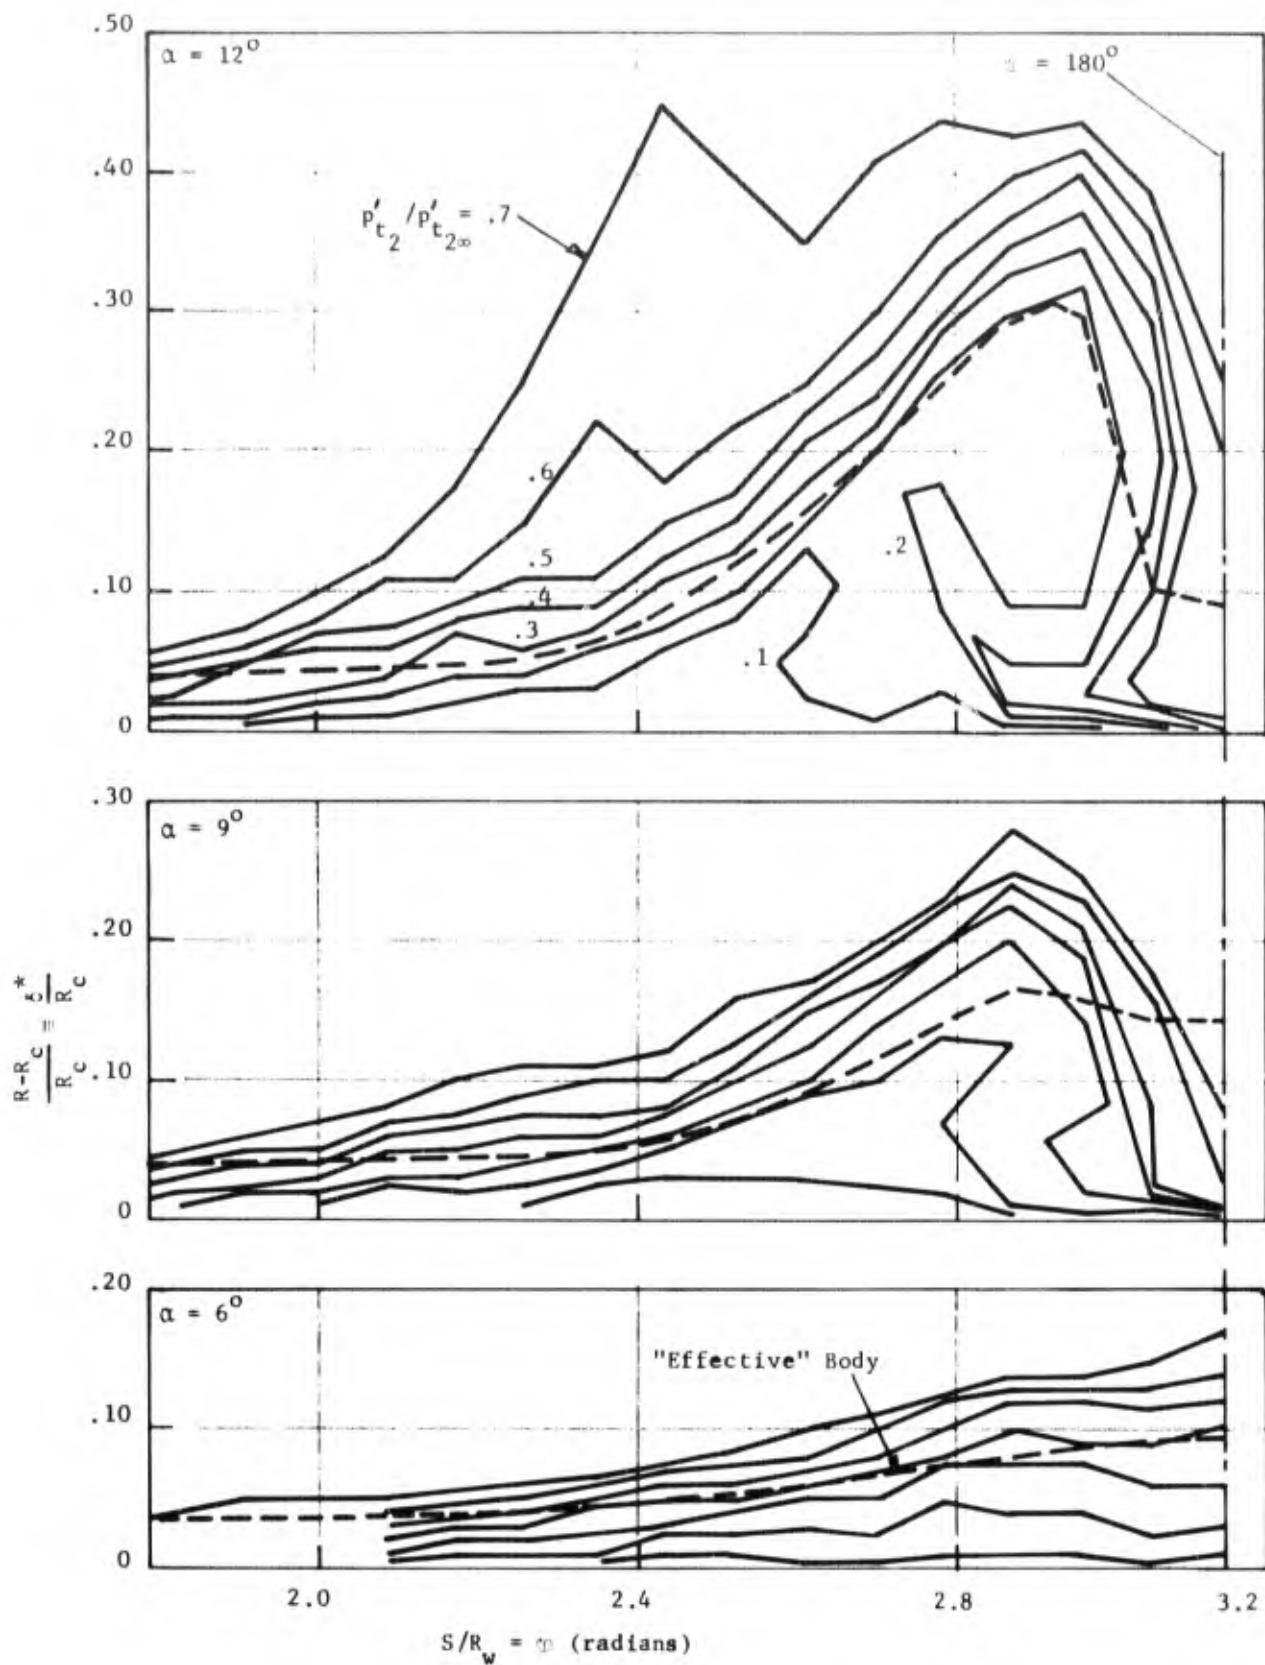 .50
α = 12°
= 180°
.40
p't2/p't2∞ = .7
.30
.20
.6
.5
.2
.10
.4
.3
.1
0
.30
α = 9°
.20
R-Rc/Rc ≡ ξ*/Rc
.10
0
.20
α = 6°
"Effective" Body
.10
0
2.0 2.4 2.8 3.2
S/Rw = φ (radians)